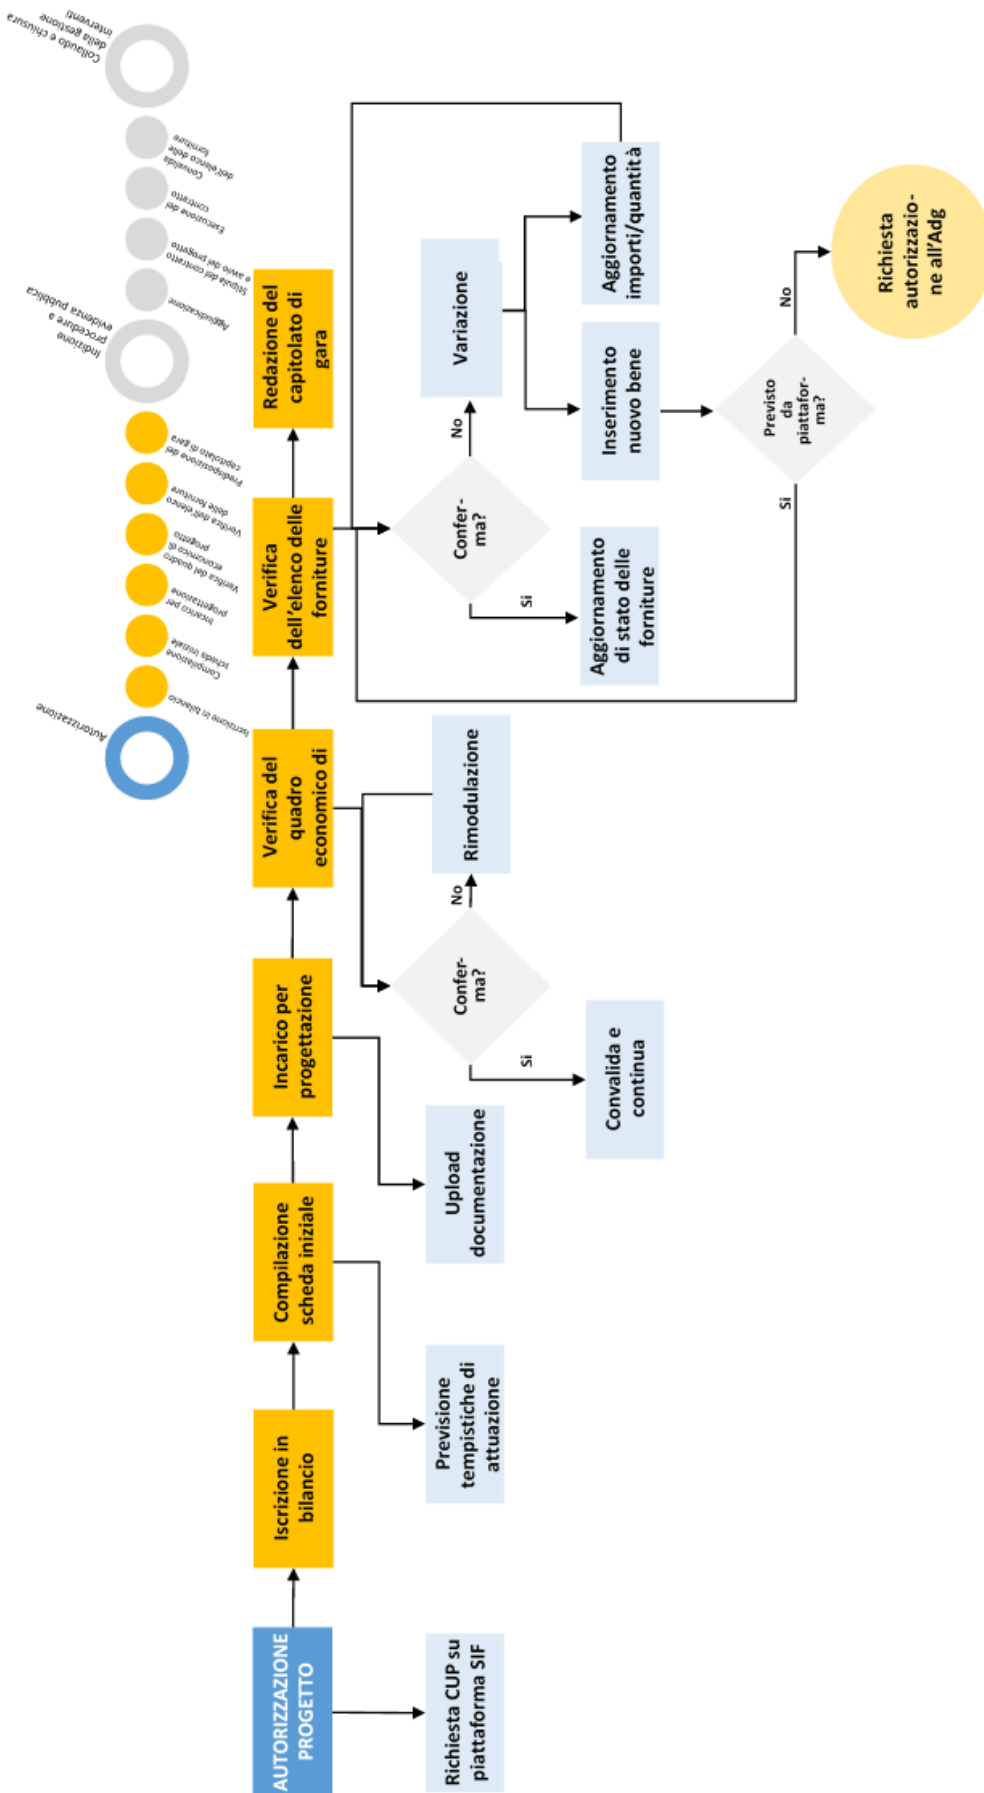 Autorizzazione
Iscrizione in bilancio
Compilazione
scheda iniziale
Incarico per
progettazione
Verifica del quadro
economico di
progetto
Verifica dell'elenco
delle forniture
Predisposizione del
capitolato di gara
Indizione
procedure a
evidenza pubblica
Aggiudicazione
Stipula del contratto
e avvio del progetto
Esecuzione del
contratto
Convalida
dell'elenco delle
forniture
Collaudo e chiusura
della gestione
interventi
AUTORIZZAZIONE
PROGETTO
Iscrizione in
bilancio
Compilazione
scheda iniziale
Incarico per
progettazione
Verifica del
quadro
economico di
Verifica
dell'elenco delle
forniture
Redazione del
capitolato di
gara
Richiesta CUP su
piattaforma SIF
Previsione
tempistiche di
attuazione
Upload
documentazione
Confer-
ma?
No
Rimodulazione
Si
Convalida e
continua
Confer-
ma?
No
Variazione
Si
Aggiornamento
di stato delle
forniture
Inserimento
nuovo bene
Aggiornamento
importi/quantità
Previsto
da
piattafor-
ma?
Si
No
Richiesta
autorizzazio-
ne all'Adg